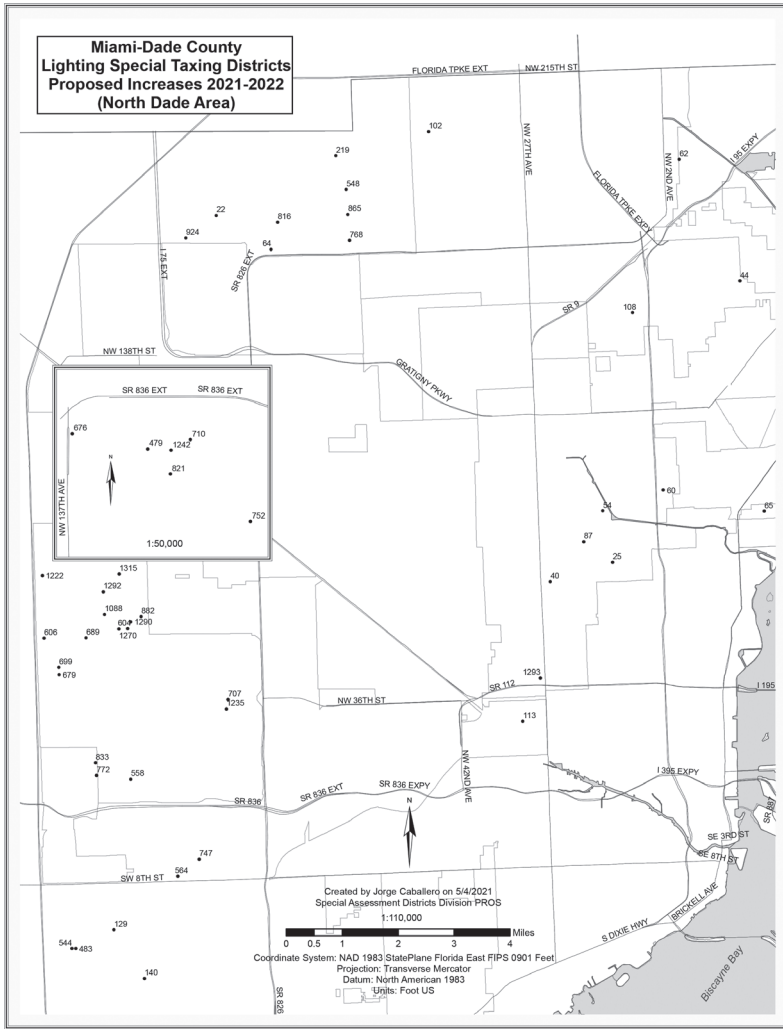 Miami-Dade County
Lighting Special Taxing Districts
Proposed Increases 2021-2022
(North Dade Area)
FLORIDA TPKE EXT
NW 215TH ST
102
NW 27TH AVE
NW 2ND AVE
62
I 95 EXPY
219
548
FLORIDA TPKE EXPY
22
816
865
924
768
64
I 75 EXT
SR 826 EXT
44
SR 9
108
NW 138TH ST
GRATIGNY PKWY
SR 836 EXT
SR 836 EXT
676
710
479
1242
N
821
NW 137TH AVE
752
1:50,000
60
54
65
87
25
40
1222
1315
1292
1088
882
604
1290
1270
606
689
699
679
1293
SR 112
I 195
707
1235
NW 36TH ST
113
NW 42ND AVE
833
772
558
I 395 EXPY
SR 836 EXPY
SR 836 EXT
SR 836
N
SR 887
SE 3RD ST
SE 8TH ST
747
564
SW 8TH ST
BRICKELL AVE
S DIXIE HWY
129
544
483
140
SR 826
Biscayne Bay
Created by Jorge Caballero on 5/4/2021
Special Assessment Districts Division PROS
1:110,000
0 0.5 1 2 3 4 Miles
Coordinate System: NAD 1983 StatePlane Florida East FIPS 0901 Feet
Projection: Transverse Mercator
Datum: North American 1983
Units: Foot US